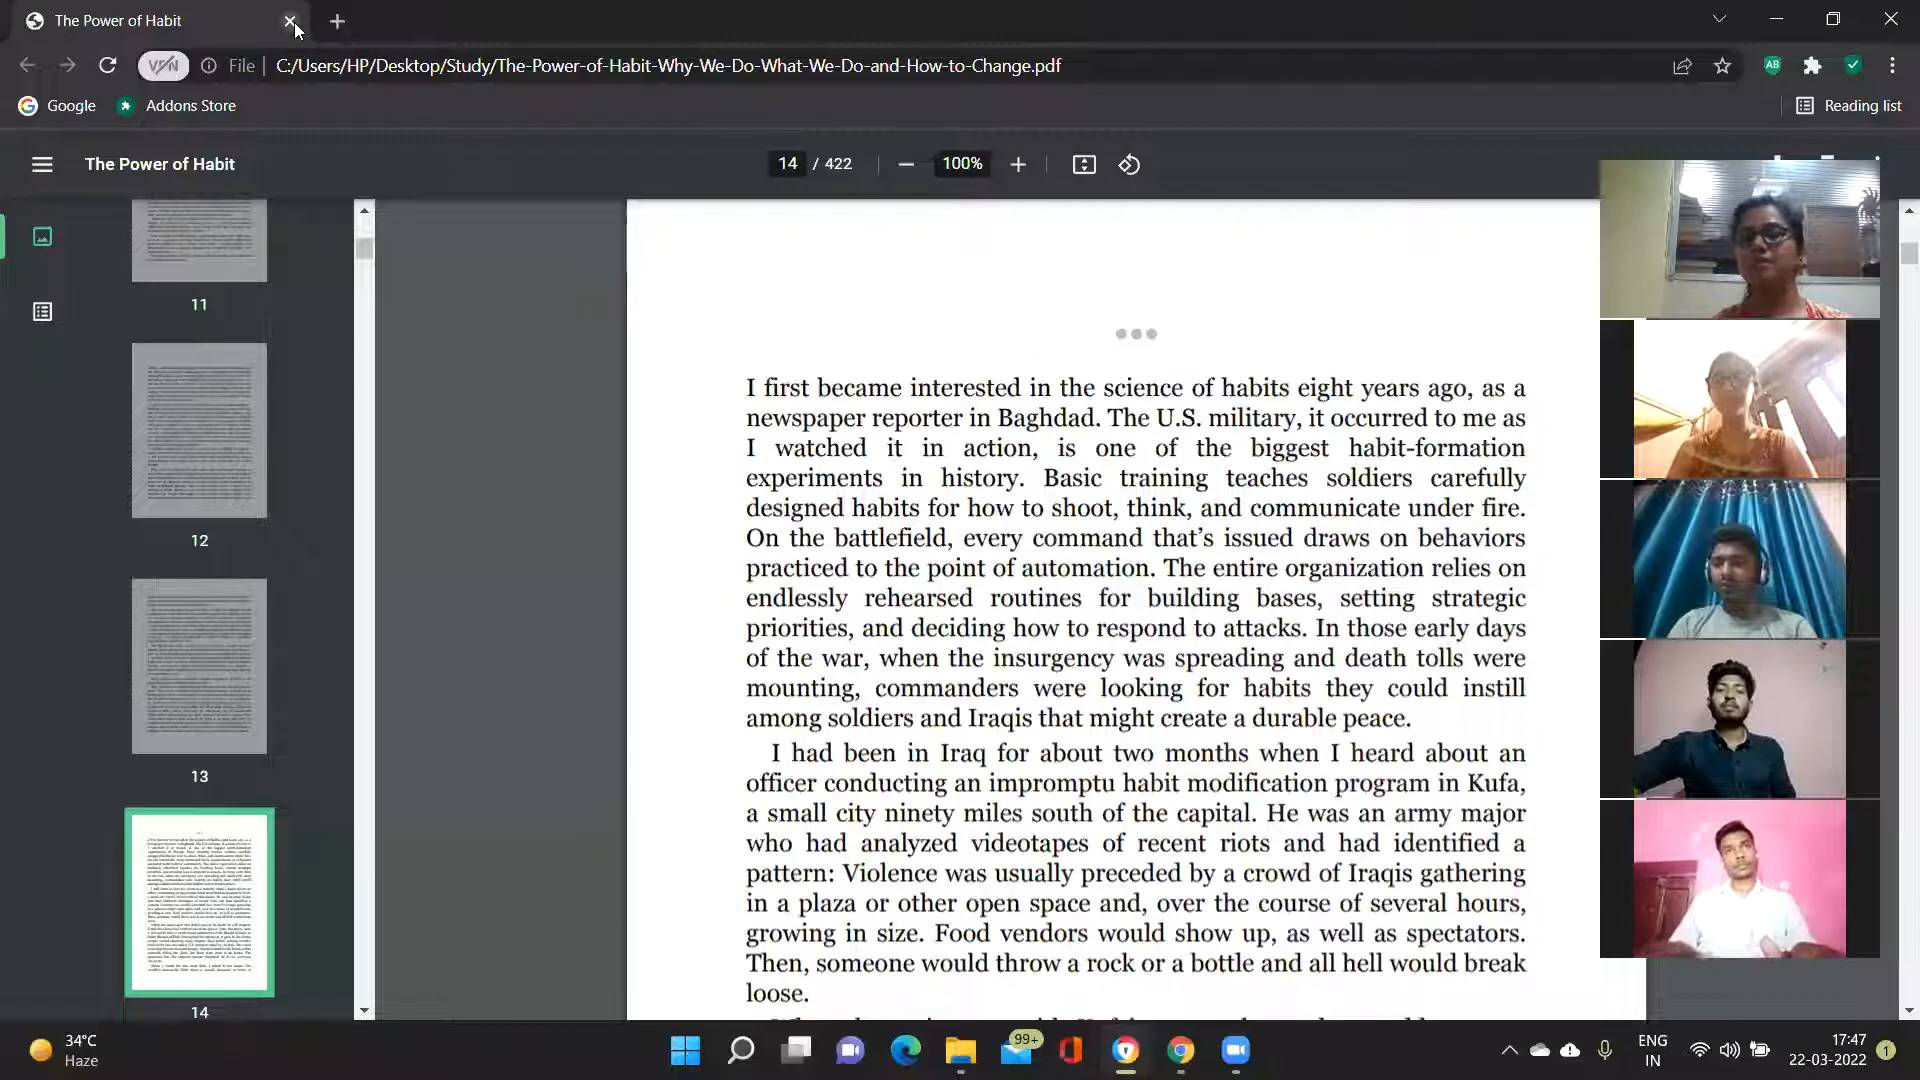 The Power of Habit
VPN
File
C:/Users/HP/Desktop/Study/The-Power-of-Habit-Why-We-Do-What-We-Do-and-How-to-Change.pdf
AB
Google
Addons Store
Reading list
The Power of Habit
14 / 422
100%
11
12
13
14
I first became interested in the science of habits eight years ago, as a
newspaper reporter in Baghdad. The U.S. military, it occurred to me as
I watched it in action, is one of the biggest habit-formation
experiments in history. Basic training teaches soldiers carefully
designed habits for how to shoot, think, and communicate under fire.
On the battlefield, every command that’s issued draws on behaviors
practiced to the point of automation. The entire organization relies on
endlessly rehearsed routines for building bases, setting strategic
priorities, and deciding how to respond to attacks. In those early days
of the war, when the insurgency was spreading and death tolls were
mounting, commanders were looking for habits they could instill
among soldiers and Iraqis that might create a durable peace.
I had been in Iraq for about two months when I heard about an
officer conducting an impromptu habit modification program in Kufa,
a small city ninety miles south of the capital. He was an army major
who had analyzed videotapes of recent riots and had identified a
pattern: Violence was usually preceded by a crowd of Iraqis gathering
in a plaza or other open space and, over the course of several hours,
growing in size. Food vendors would show up, as well as spectators.
Then, someone would throw a rock or a bottle and all hell would break
loose.
34°C
Haze
99+
ENG
IN
17:47
22-03-2022
1